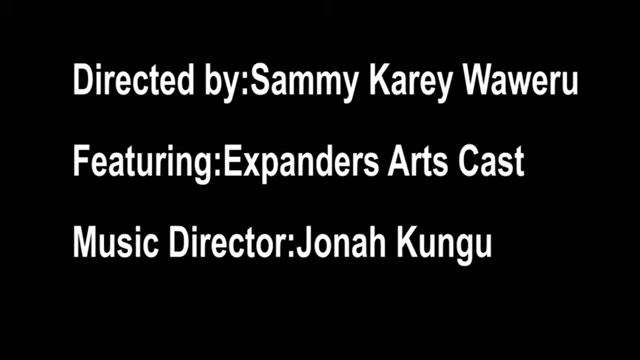 Directed by:Sammy Karey Waweru
Featuring:Expanders Arts Cast
Music Director:Jonah Kungu